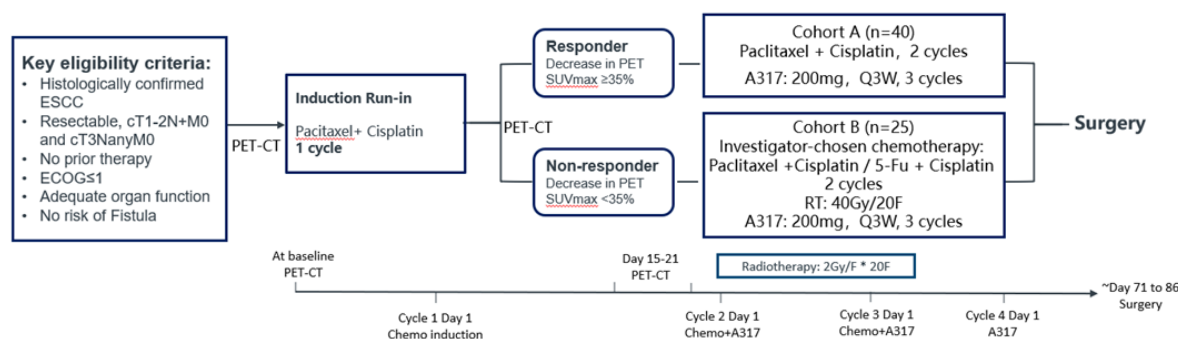 Key eligibility criteria:
• Histologically confirmed
ESCC
• Resectable, cT1-2N+M0
and cT3NanyM0
• No prior therapy
• ECOG≤1
• Adequate organ function
• No risk of Fistula
PET-CT
Induction Run-in
Pacitaxel+ Cisplatin
1 cycle
PET-CT
Responder
Decrease in PET
SUVmax ≥35%
Non-responder
Decrease in PET
SUVmax <35%
Cohort A (n=40)
Paclitaxel + Cisplatin, 2 cycles
A317: 200mg, Q3W, 3 cycles
Cohort B (n=25)
Investigator-chosen chemotherapy:
Paclitaxel +Cisplatin / 5-Fu + Cisplatin
2 cycles
RT: 40Gy/20F
A317: 200mg, Q3W, 3 cycles
Surgery
At baseline
PET-CT
Day 15-21
PET-CT
Radiotherapy: 2Gy/F * 20F
~Day 71 to 86
Surgery
Cycle 1 Day 1
Chemo induction
Cycle 2 Day 1
Chemo+A317
Cycle 3 Day 1
Chemo+A317
Cycle 4 Day 1
A317